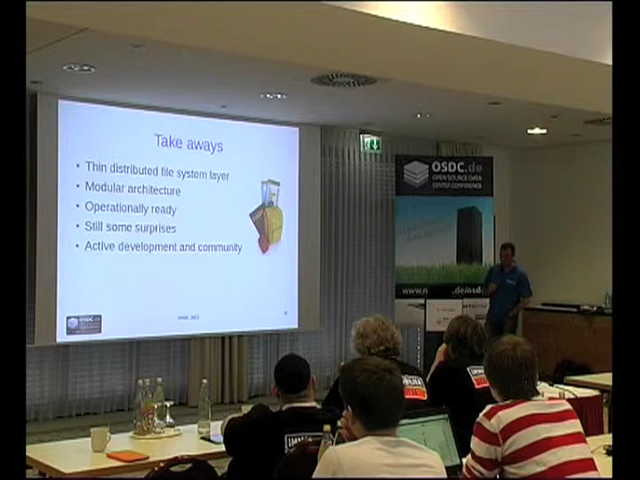 Take aways
• Thin distributed file system layer
• Modular architecture
• Operationally ready
• Still some surprises
• Active development and community
OSDC.de
OPEN SOURCE DATA
CENTER CONFERENCE